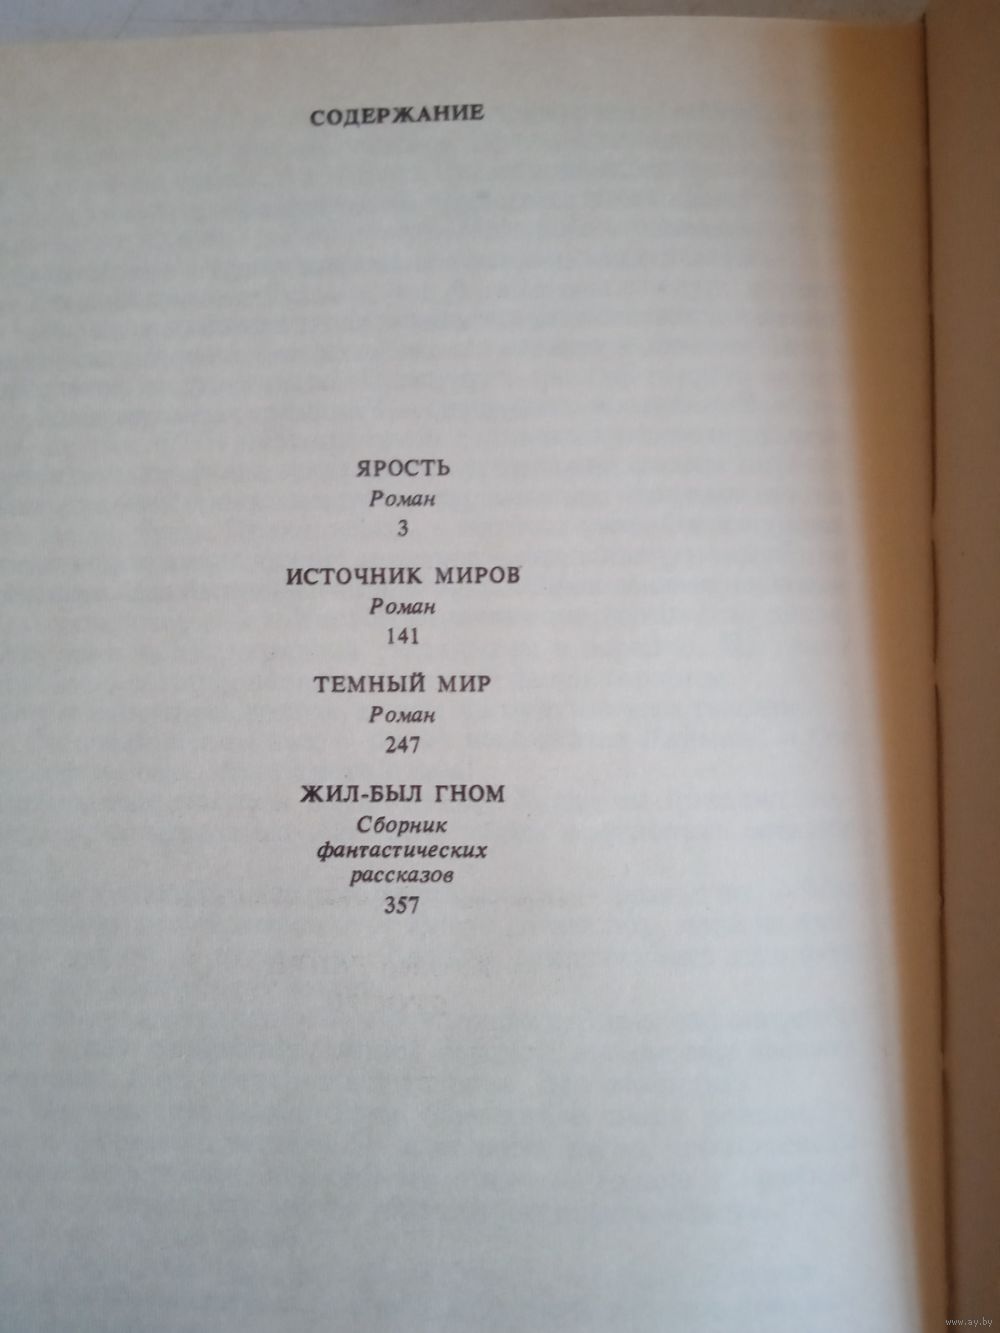 СОДЕРЖАНИЕ
ЯРОСТЬ
Роман
3
ИСТОЧНИК МИРОВ
Роман
141
ТЕМНЫЙ МИР
Роман
247
ЖИЛ-БЫЛ ГНОМ
Сборник
фантастических
рассказов
357
www.ay.by